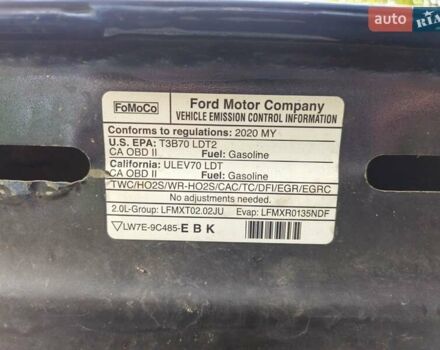 auto RIA
FoMoCo
Ford Motor Company
VEHICLE EMISSION CONTROL INFORMATION
Conforms to regulations: 2020 MY
U.S. EPA: T3B70 LDT2
CA OBD II Fuel: Gasoline
California: ULEV70 LDT
CA OBD II Fuel: Gasoline
TWC/HO2S/WR-HO2S/CAC/TC/DFI/EGR/EGRC
No adjustments needed.
2.0L-Group: LFMXT02.02JU Evap: LFMXR0135NDF
LW7E-9C485-E B K